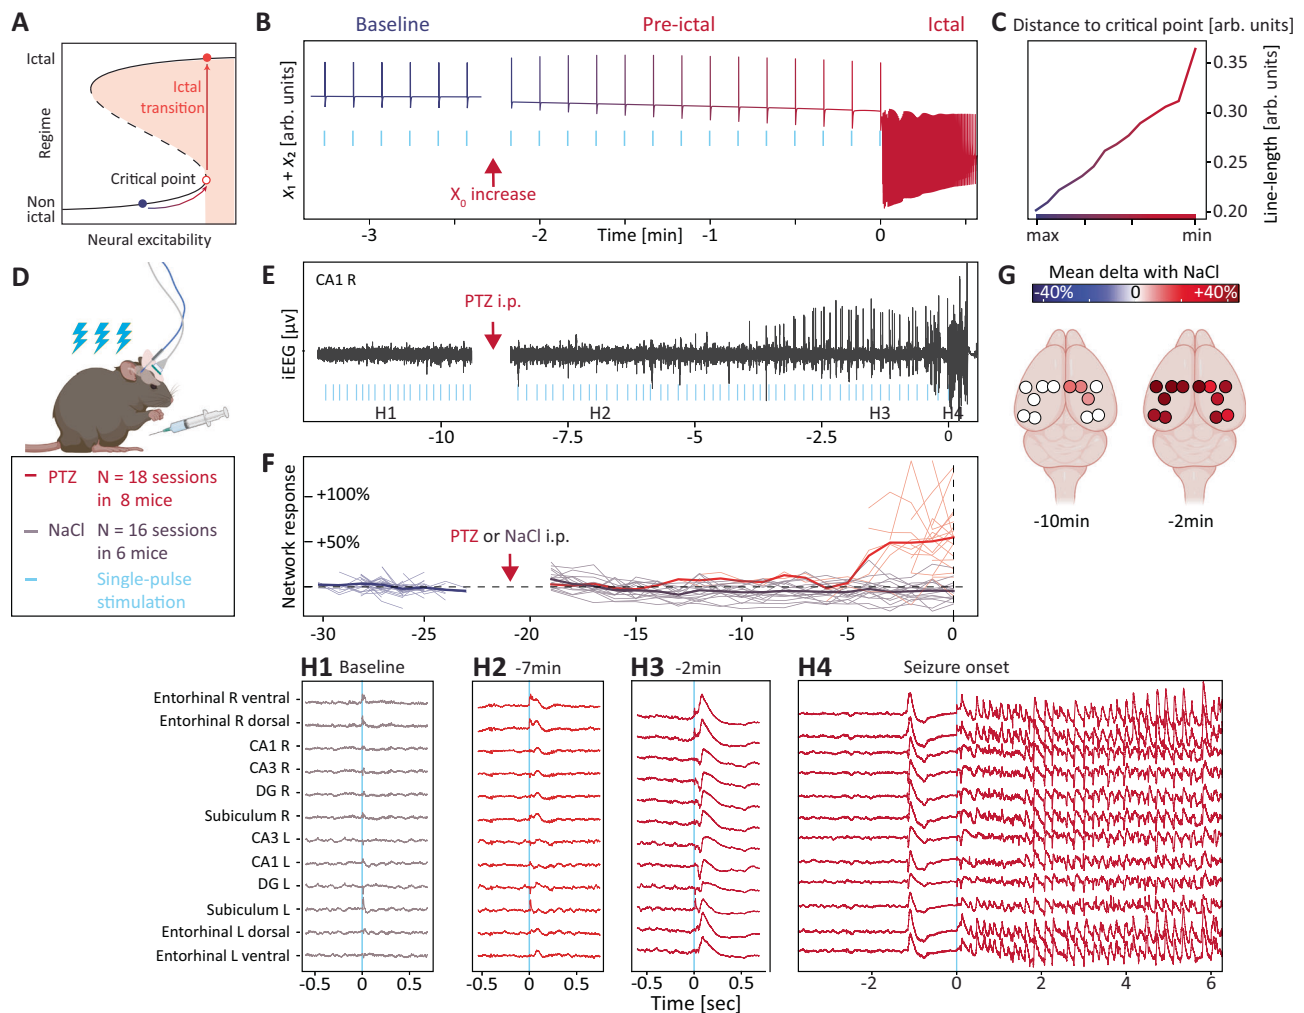 A
Ictal
Ictal
transition
Regime
Critical point
Non
ictal
Neural excitability
B
Baseline
Pre-ictal
Ictal
x₁ + x₂ [arb. units]
X₀ increase
-3
-2
-1
0
Time [min]
C
Distance to critical point [arb. units]
0.35
0.30
0.25
0.20
Line-length [arb. units]
max
min
D
PTZ
N = 18 sessions
in 8 mice
NaCl
N = 16 sessions
in 6 mice
Single-pulse
stimulation
E
CA1 R
PTZ i.p.
iEEG [µv]
H1
H2
H3
H4
-10
-7.5
-5
-2.5
0
F
Network response
+100%
+50%
PTZ or NaCl i.p.
-30
-25
-20
-15
-10
-5
0
G
Mean delta with NaCl
-40%
0
+40%
-10min
-2min
H1 Baseline
H2 -7min
H3 -2min
H4 Seizure onset
Entorhinal R ventral
Entorhinal R dorsal
CA1 R
CA3 R
DG R
Subiculum R
CA3 L
CA1 L
DG L
Subiculum L
Entorhinal L dorsal
Entorhinal L ventral
-0.5
0
0.5
-0.5
0
0.5
-0.5
0
0.5
-2
0
2
4
6
Time [sec]